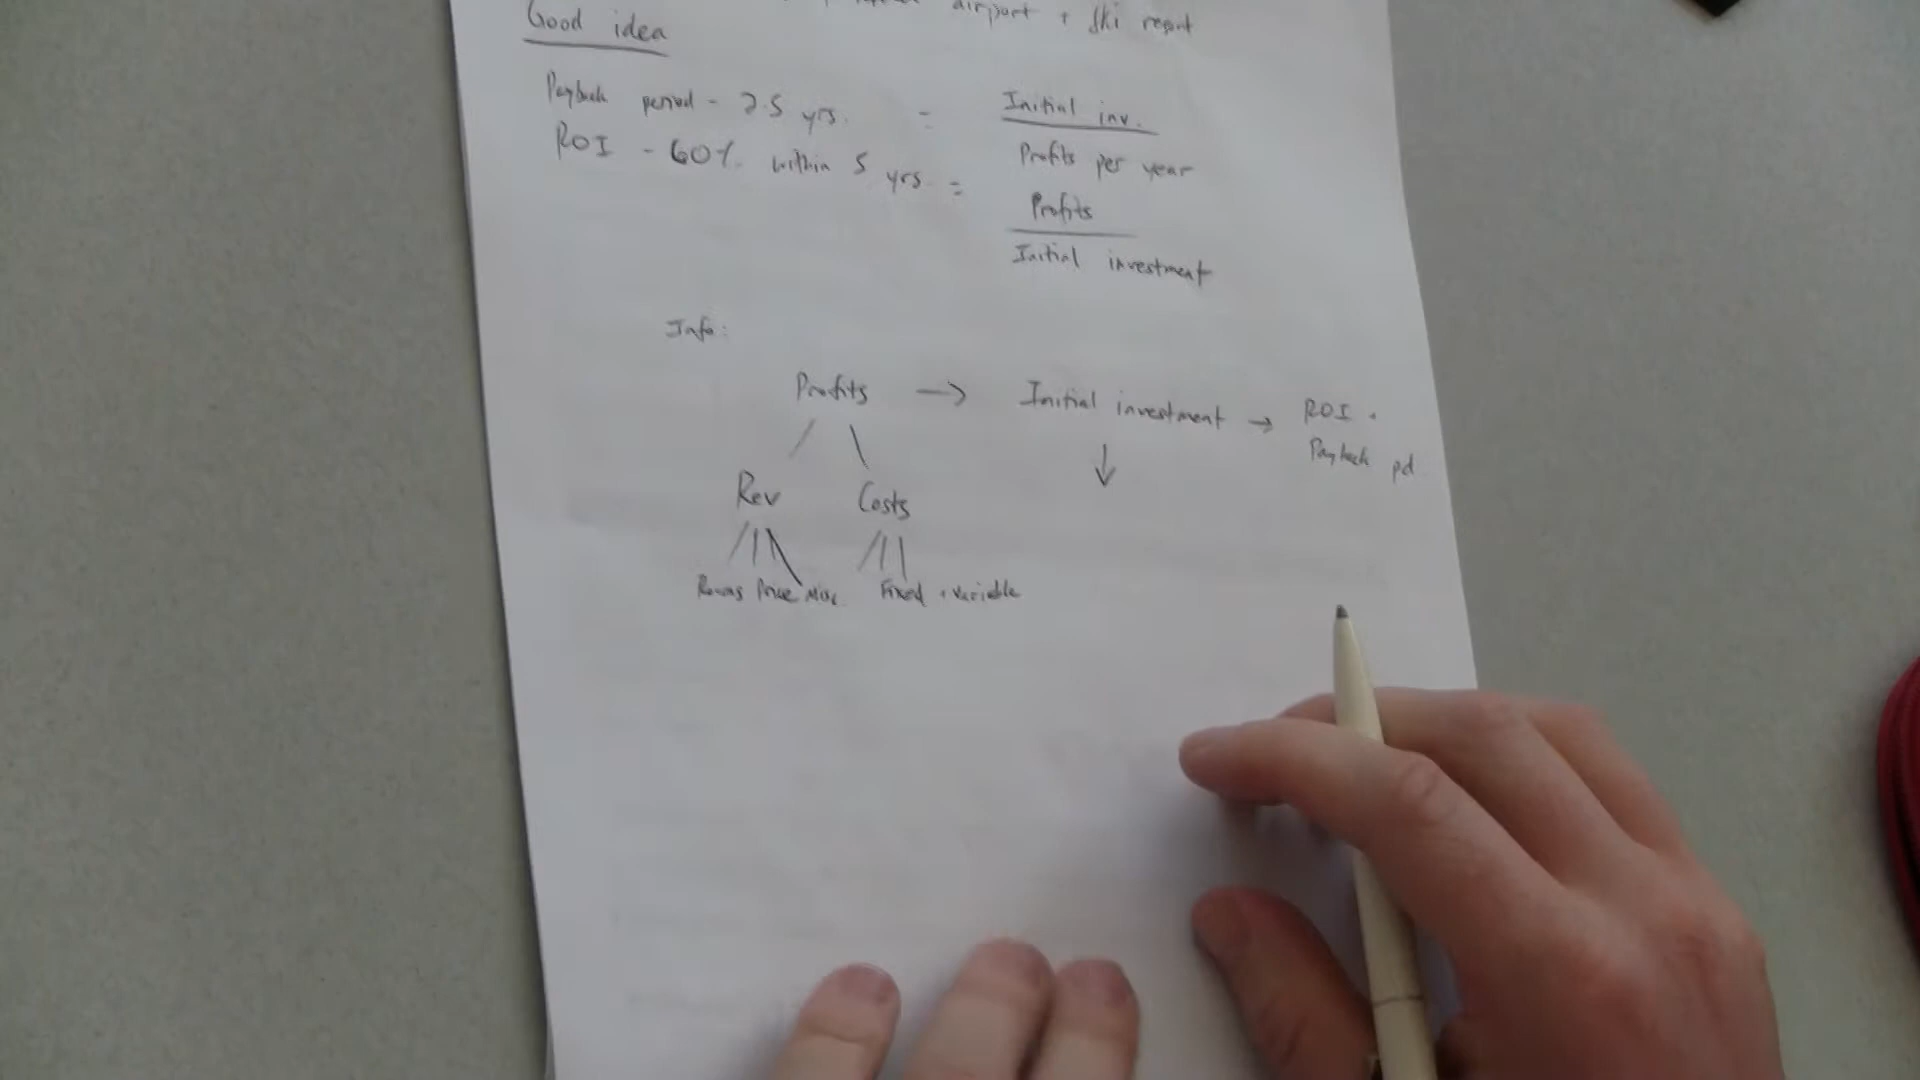 airport + ski resort
Good idea
Payback period - 2.5 yrs. = Initial inv.
Profits per year
ROI - 60% within 5 yrs. = Profits
Initial investment
Info:
Profits → Initial investment → ROI +
Payback pd
↓
Rev Costs
Rooms Price Misc Fixed + variable